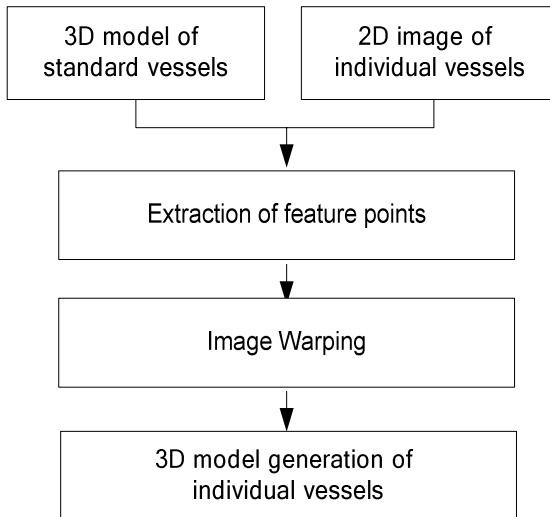 3D model of
standard vessels
2D image of
individual vessels
Extraction of feature points
Image Warping
3D model generation of
individual vessels